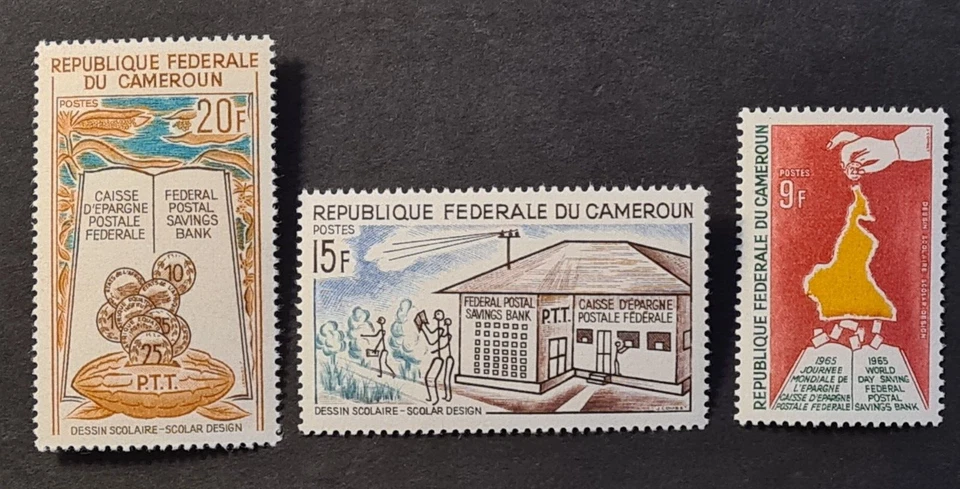 REPUBLIQUE FEDERALE
DU CAMEROUN
POSTES
20F
CAISSE
D'EPARGNE
POSTALE
FEDERALE
FEDERAL
POSTAL
SAVINGS
BANK
10
25
P.T.T.
DESSIN SCOLAIRE-SCOLAR DESIGN
REPUBLIQUE FEDERALE DU CAMEROUN
POSTES
15F
FEDERAL POSTAL
SAVINGS BANK
P.T.T.
CAISSE D'EPARGNE
POSTALE FÉDÉRALE
DESSIN SCOLAIRE-SCOLAR DESIGN
REPUBLIQUE FEDERALE DU CAMEROUN
POSTES
9F
1965
JOURNEE
MONDIALE DE
L'EPARGNE
CAISSE D'EPARGNE
POSTALE FEDERALE
1965
WORLD
DAY SAVING
FEDERAL
POSTAL
SAVINGS BANK